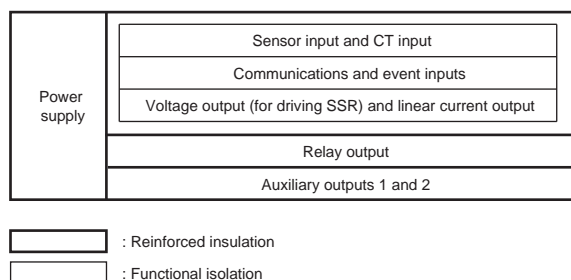 Power
supply
Sensor input and CT input
Communications and event inputs
Voltage output (for driving SSR) and linear current output
Relay output
Auxiliary outputs 1 and 2
: Reinforced insulation
: Functional isolation